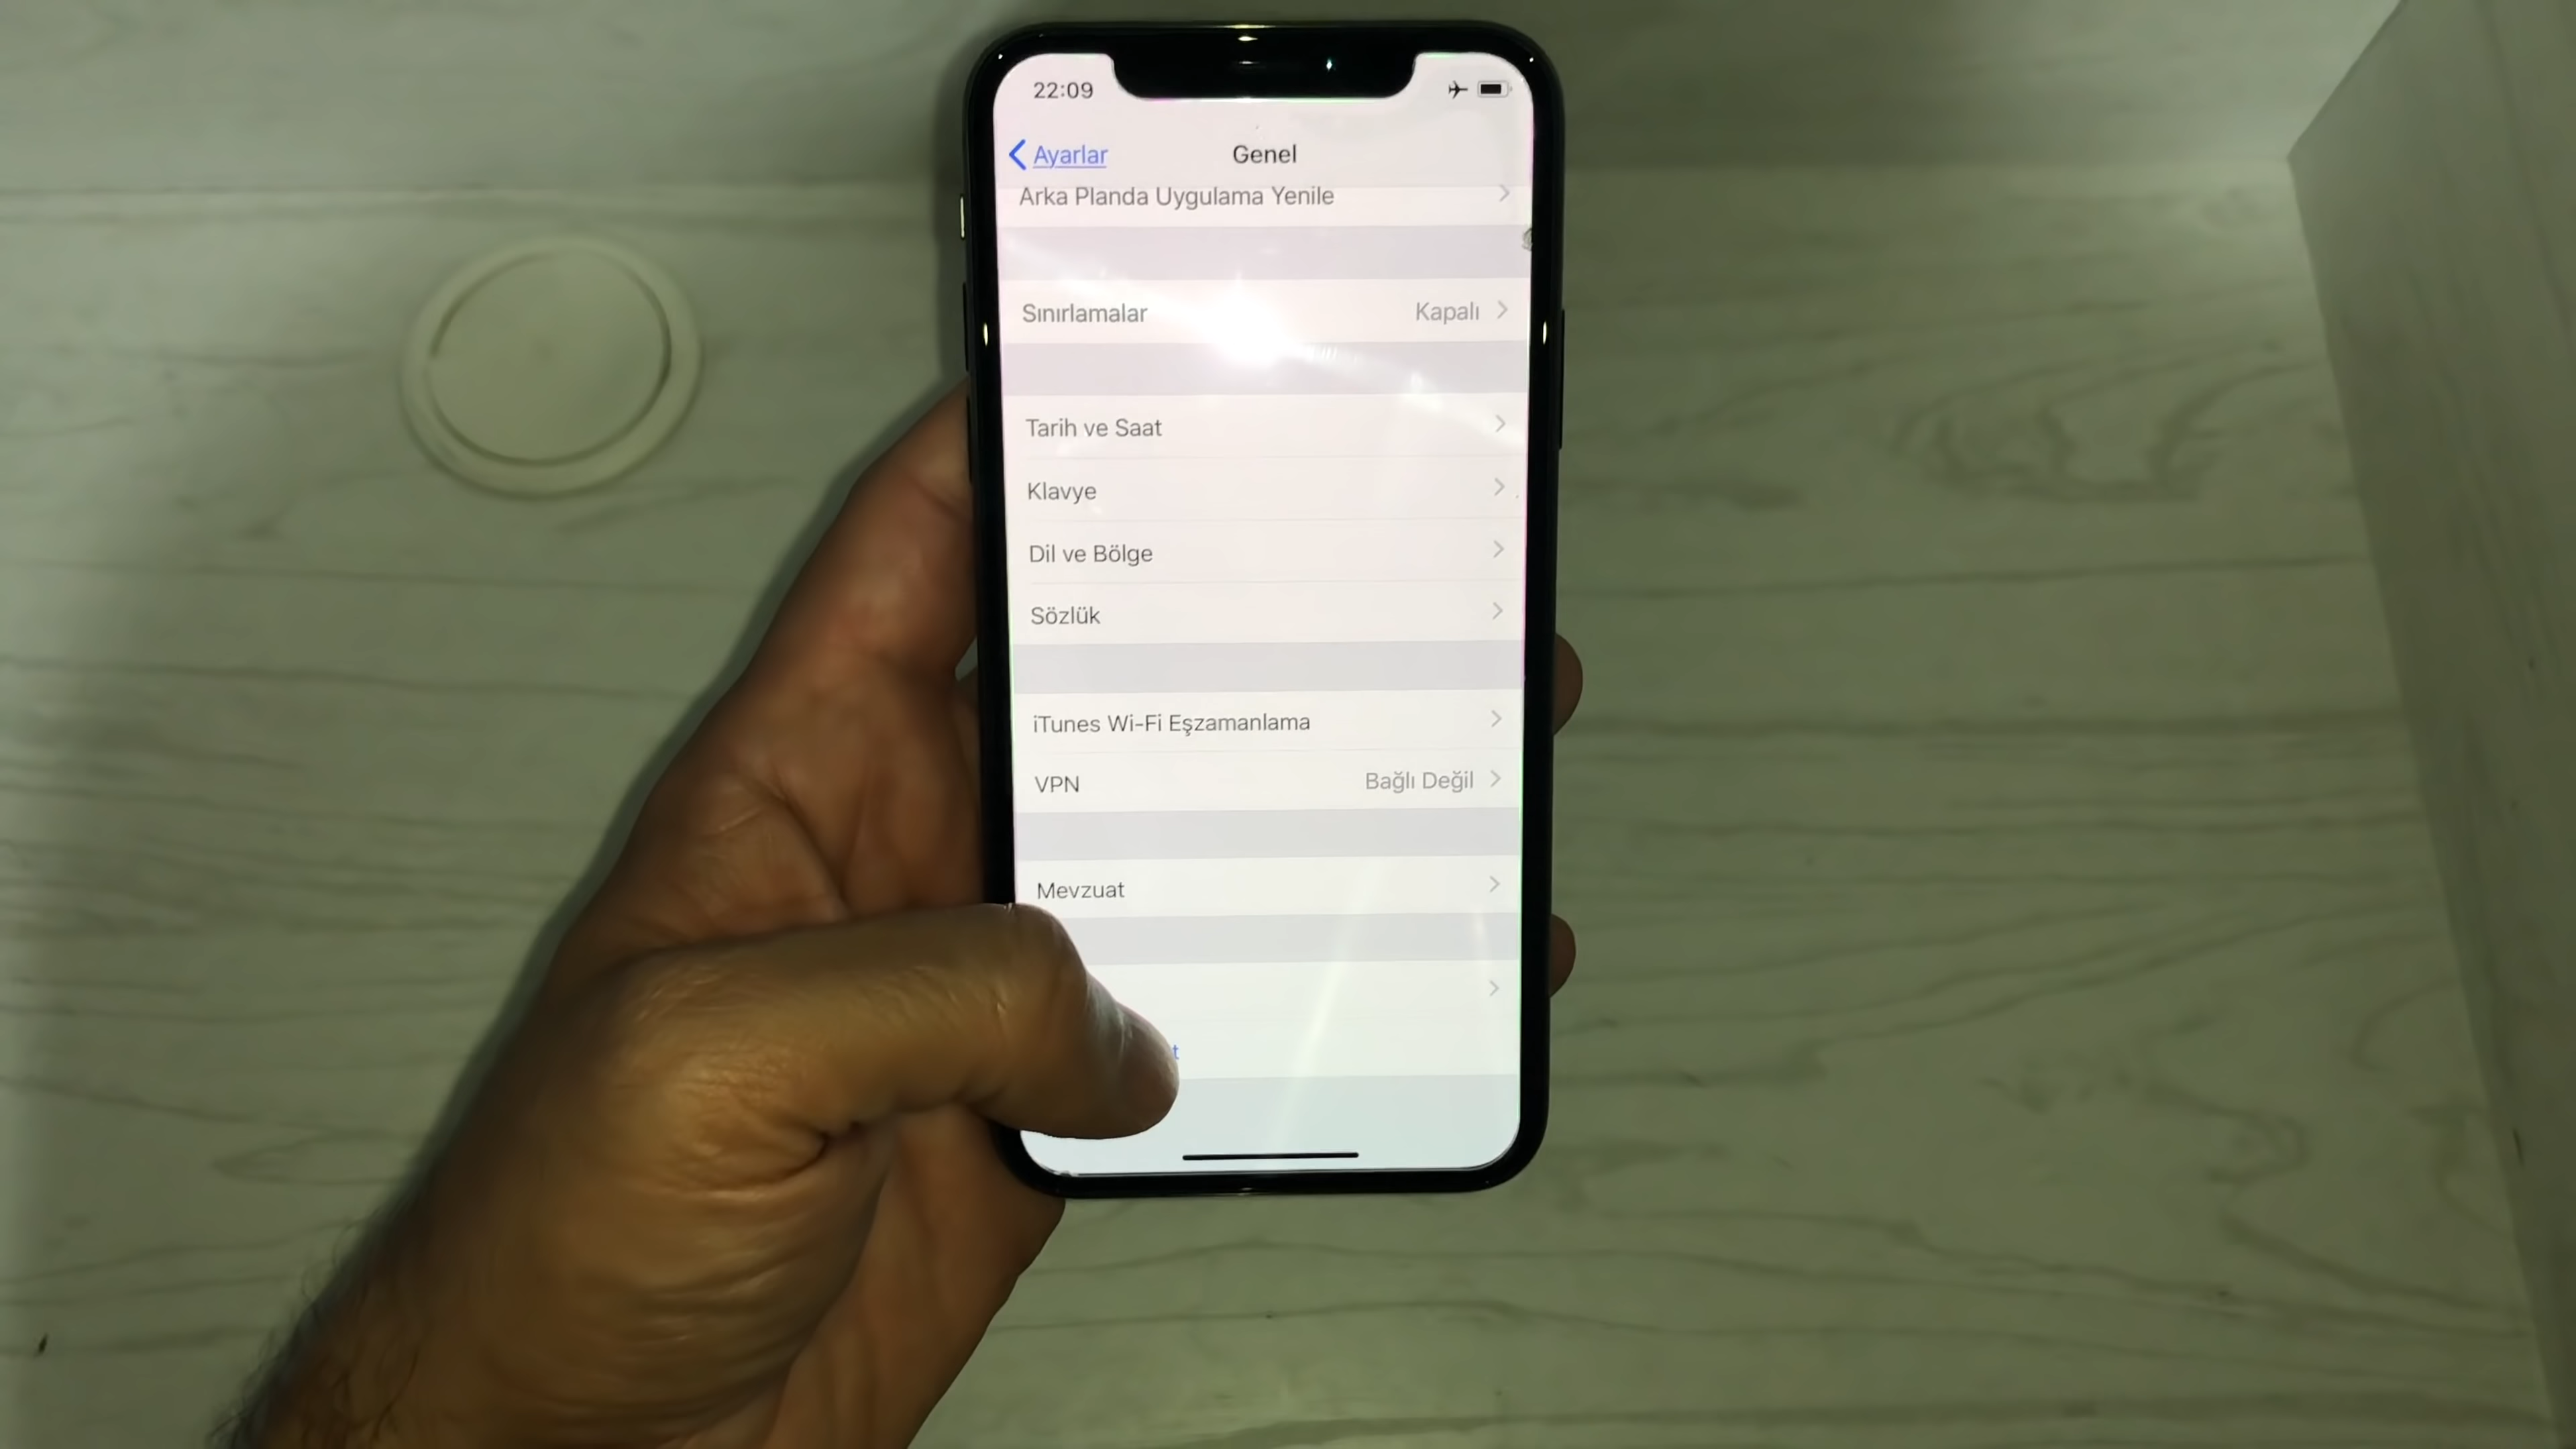 22:09
Ayarlar
Genel
Arka Planda Uygulama Yenile
Sınırlamalar Kapalı
Tarih ve Saat
Klavye
Dil ve Bölge
Sözlük
iTunes Wi-Fi Eşzamanlama
VPN Bağlı Değil
Mevzuat